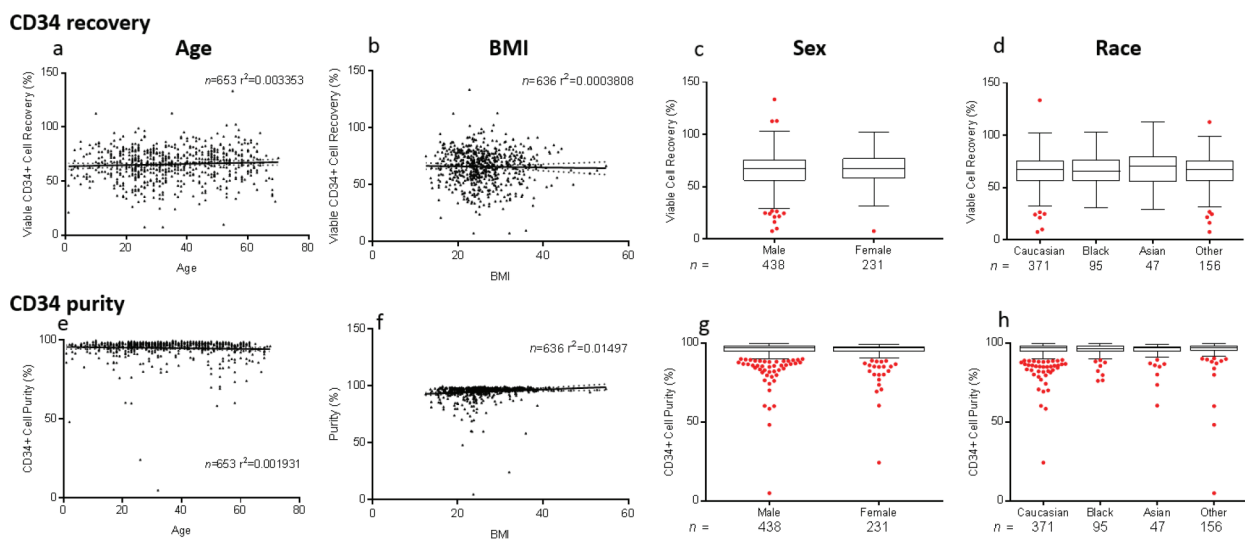 CD34 recovery
a Age
n=653 r²=0.003353
Viable CD34+ Cell Recovery (%)
150
100
50
0
0 20 40 60 80
Age
b BMI
n=636 r²=0.0003808
Viable CD34+ Cell Recovery (%)
150
100
50
0
0 20 40 60
BMI
c Sex
Viable Cell Recovery (%)
150
100
50
0
Male Female
n = 438 231
d Race
Viable Cell Recovery (%)
150
100
50
0
Caucasian Black Asian Other
n = 371 95 47 156
CD34 purity
e
CD34+ Cell Purity (%)
100
50
0
n=653 r²=0.001931
0 20 40 60 80
Age
f
n=636 r²=0.01497
Purity (%)
150
100
50
0
0 20 40 60
BMI
g
CD34+ Cell Purity (%)
100
50
0
Male Female
n = 438 231
h
CD34+ Cell Purity (%)
100
50
0
Caucasian Black Asian Other
n = 371 95 47 156